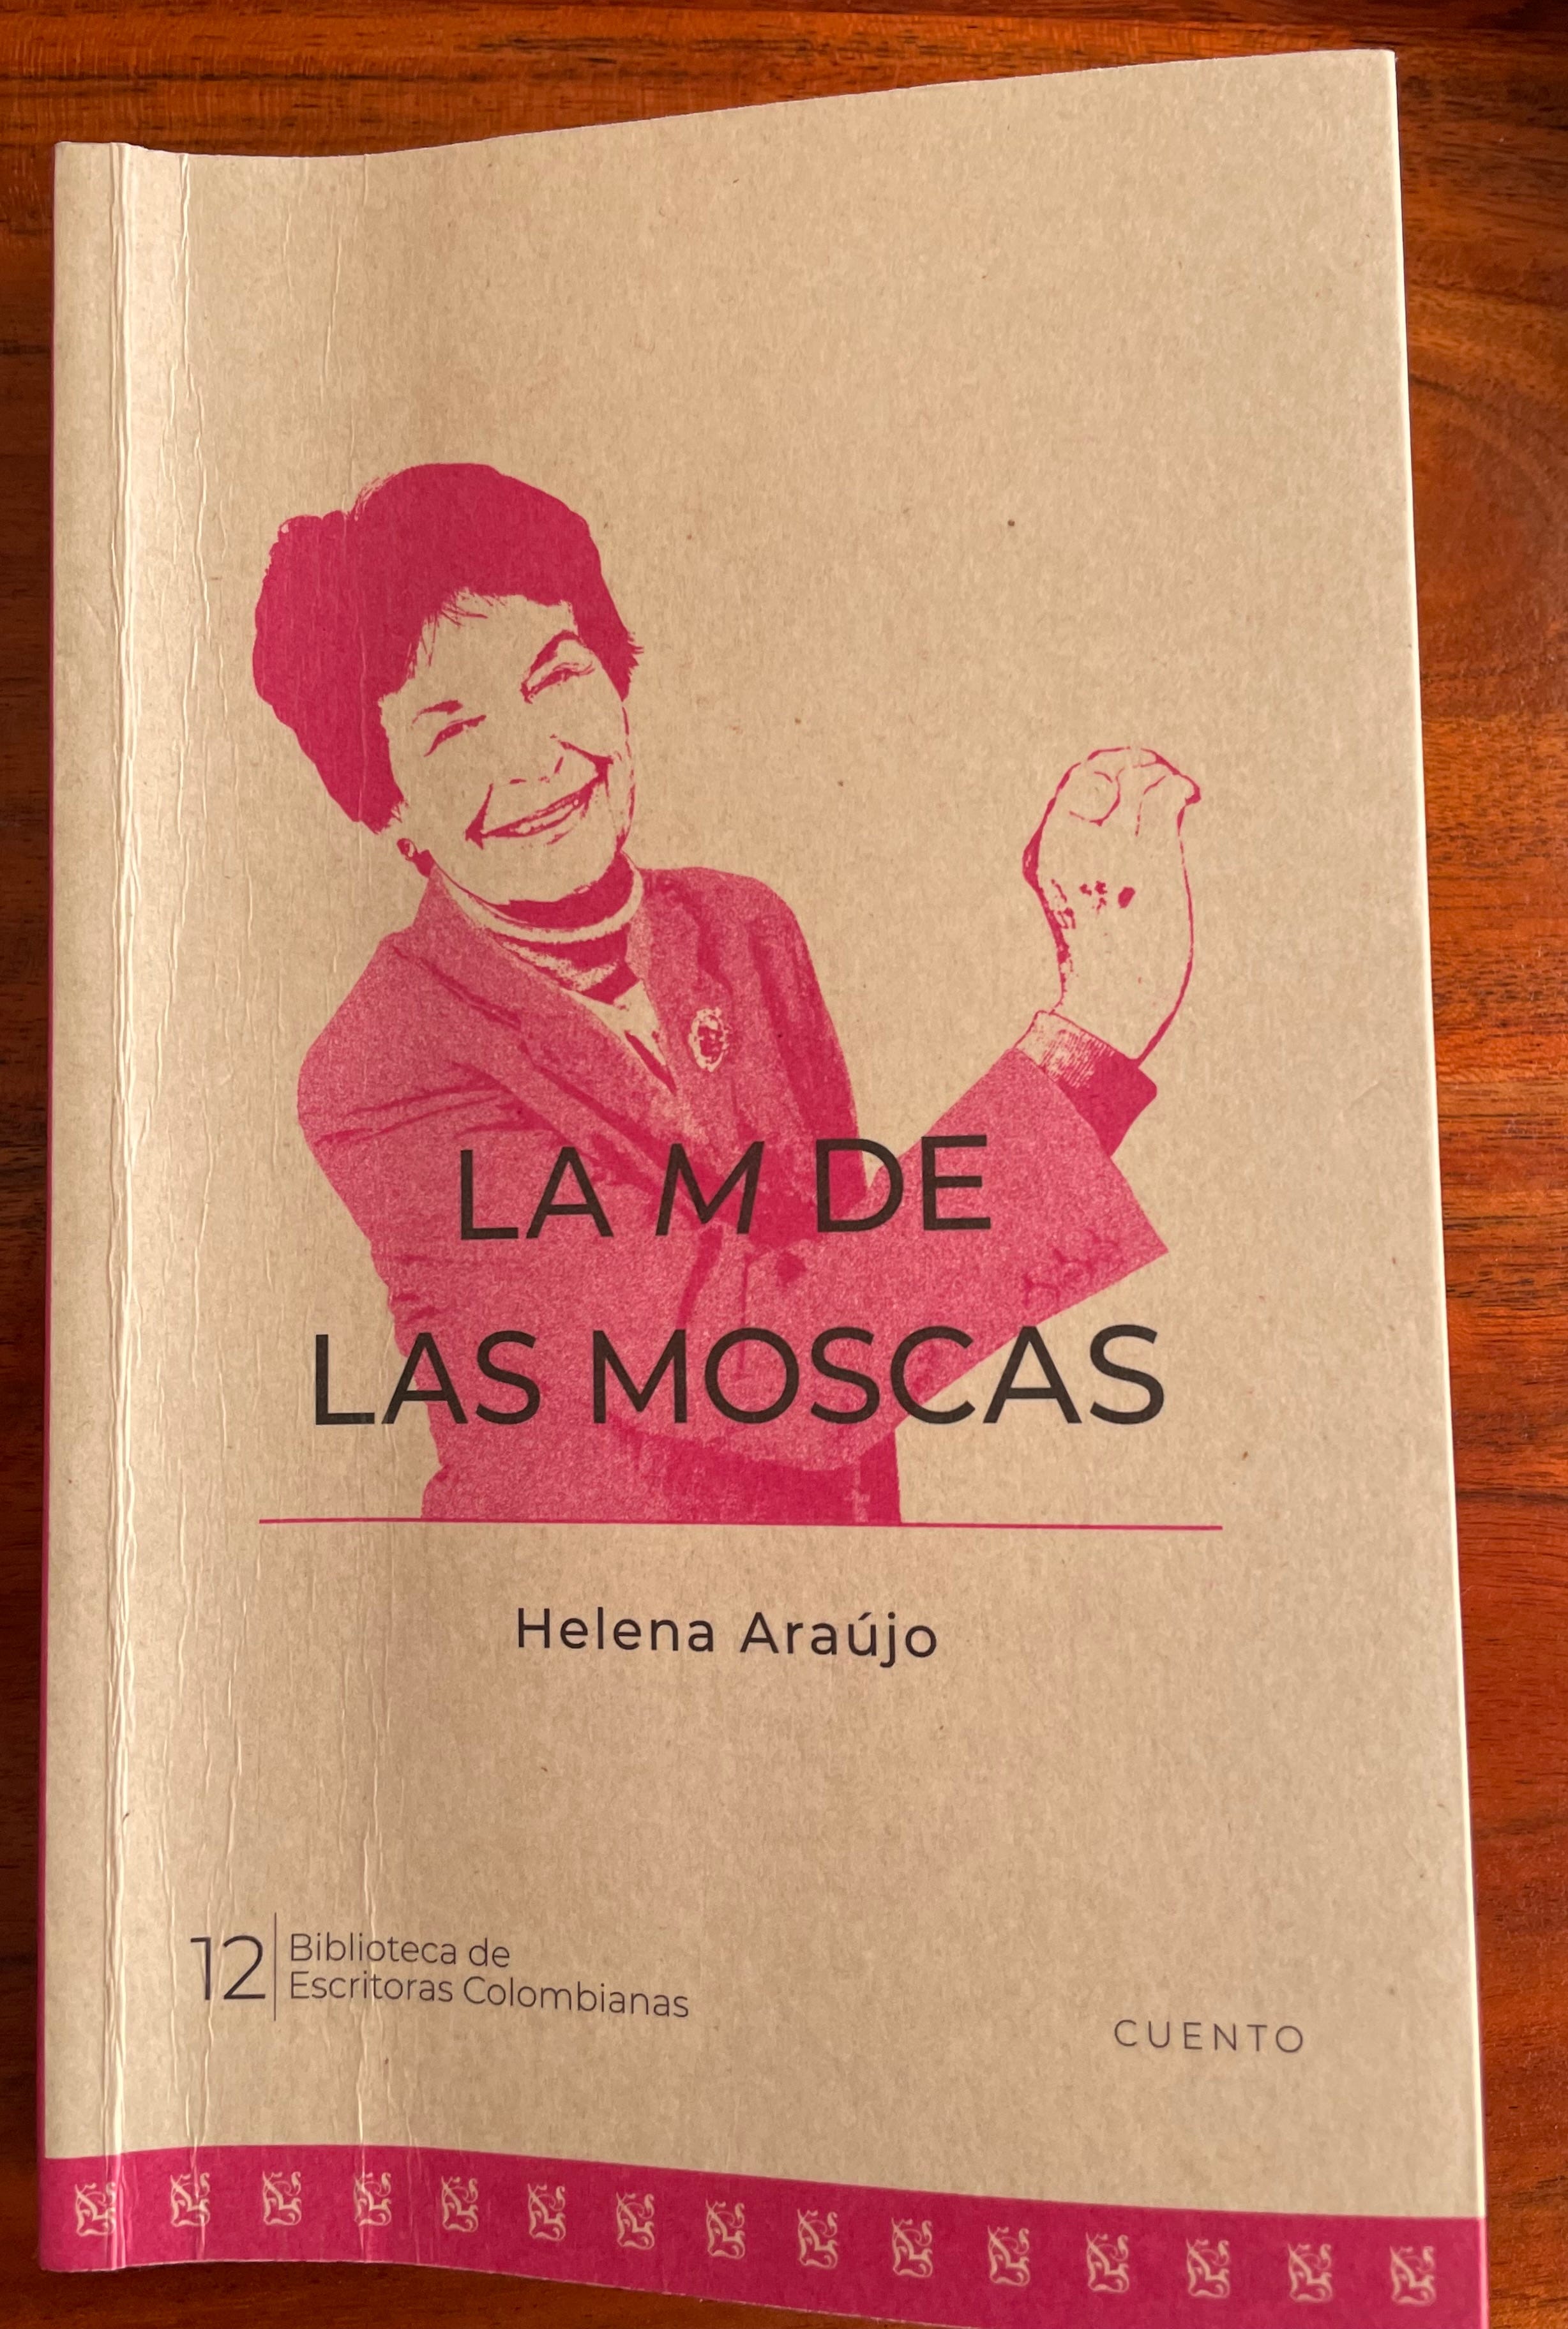 LA M DE
LAS MOSCAS
Helena Araújo
12
Biblioteca de
Escritoras Colombianas
CUENTO